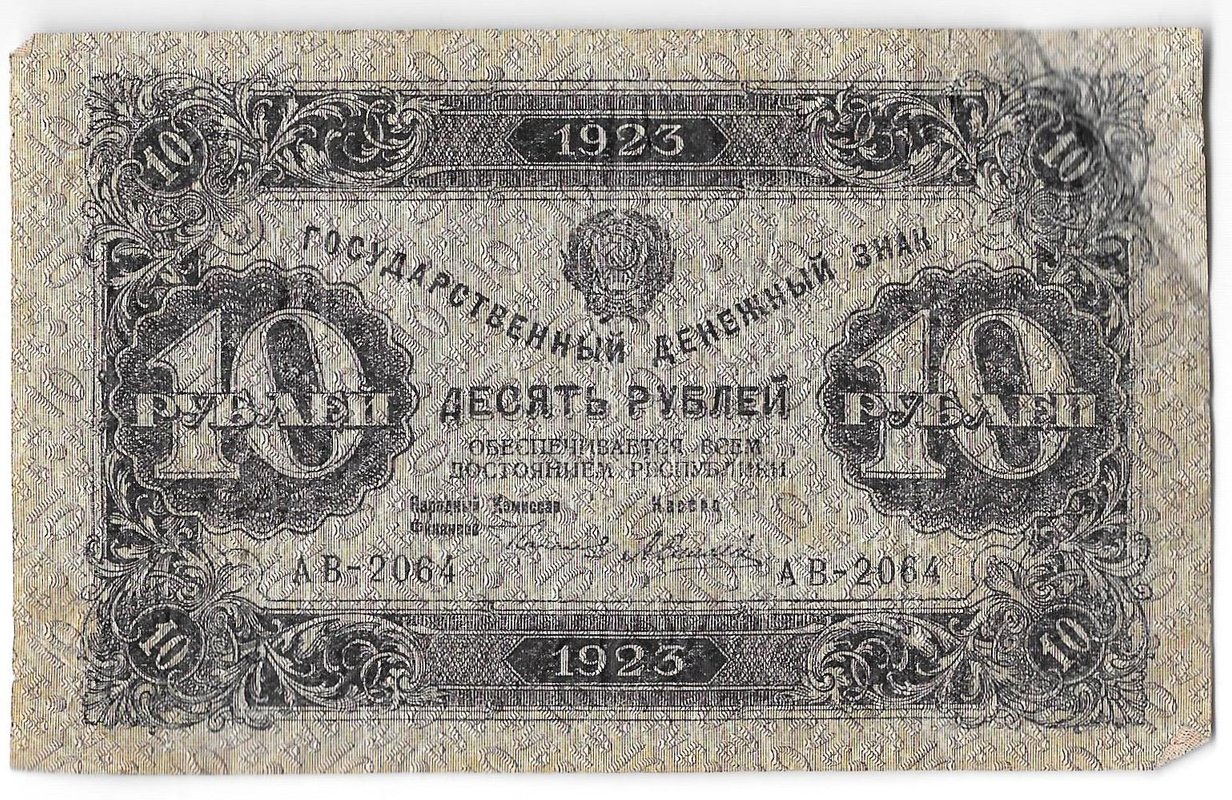 1923
10 10
ГОСУДАРСТВЕННЫЙ ДЕНЕЖНЫЙ ЗНАК
10 РУБЛЕЙ
10 РУБЛЕЙ
ДЕСЯТЬ РУБЛЕЙ
ОБЕСПЕЧИВАЕТСЯ ВСЕМ
ДОСТОЯНИЕМ РЕСПУБЛИКИ
Народный Комиссар Кассир
Финансов
АВ-2064 АВ-2064
10 10
1923